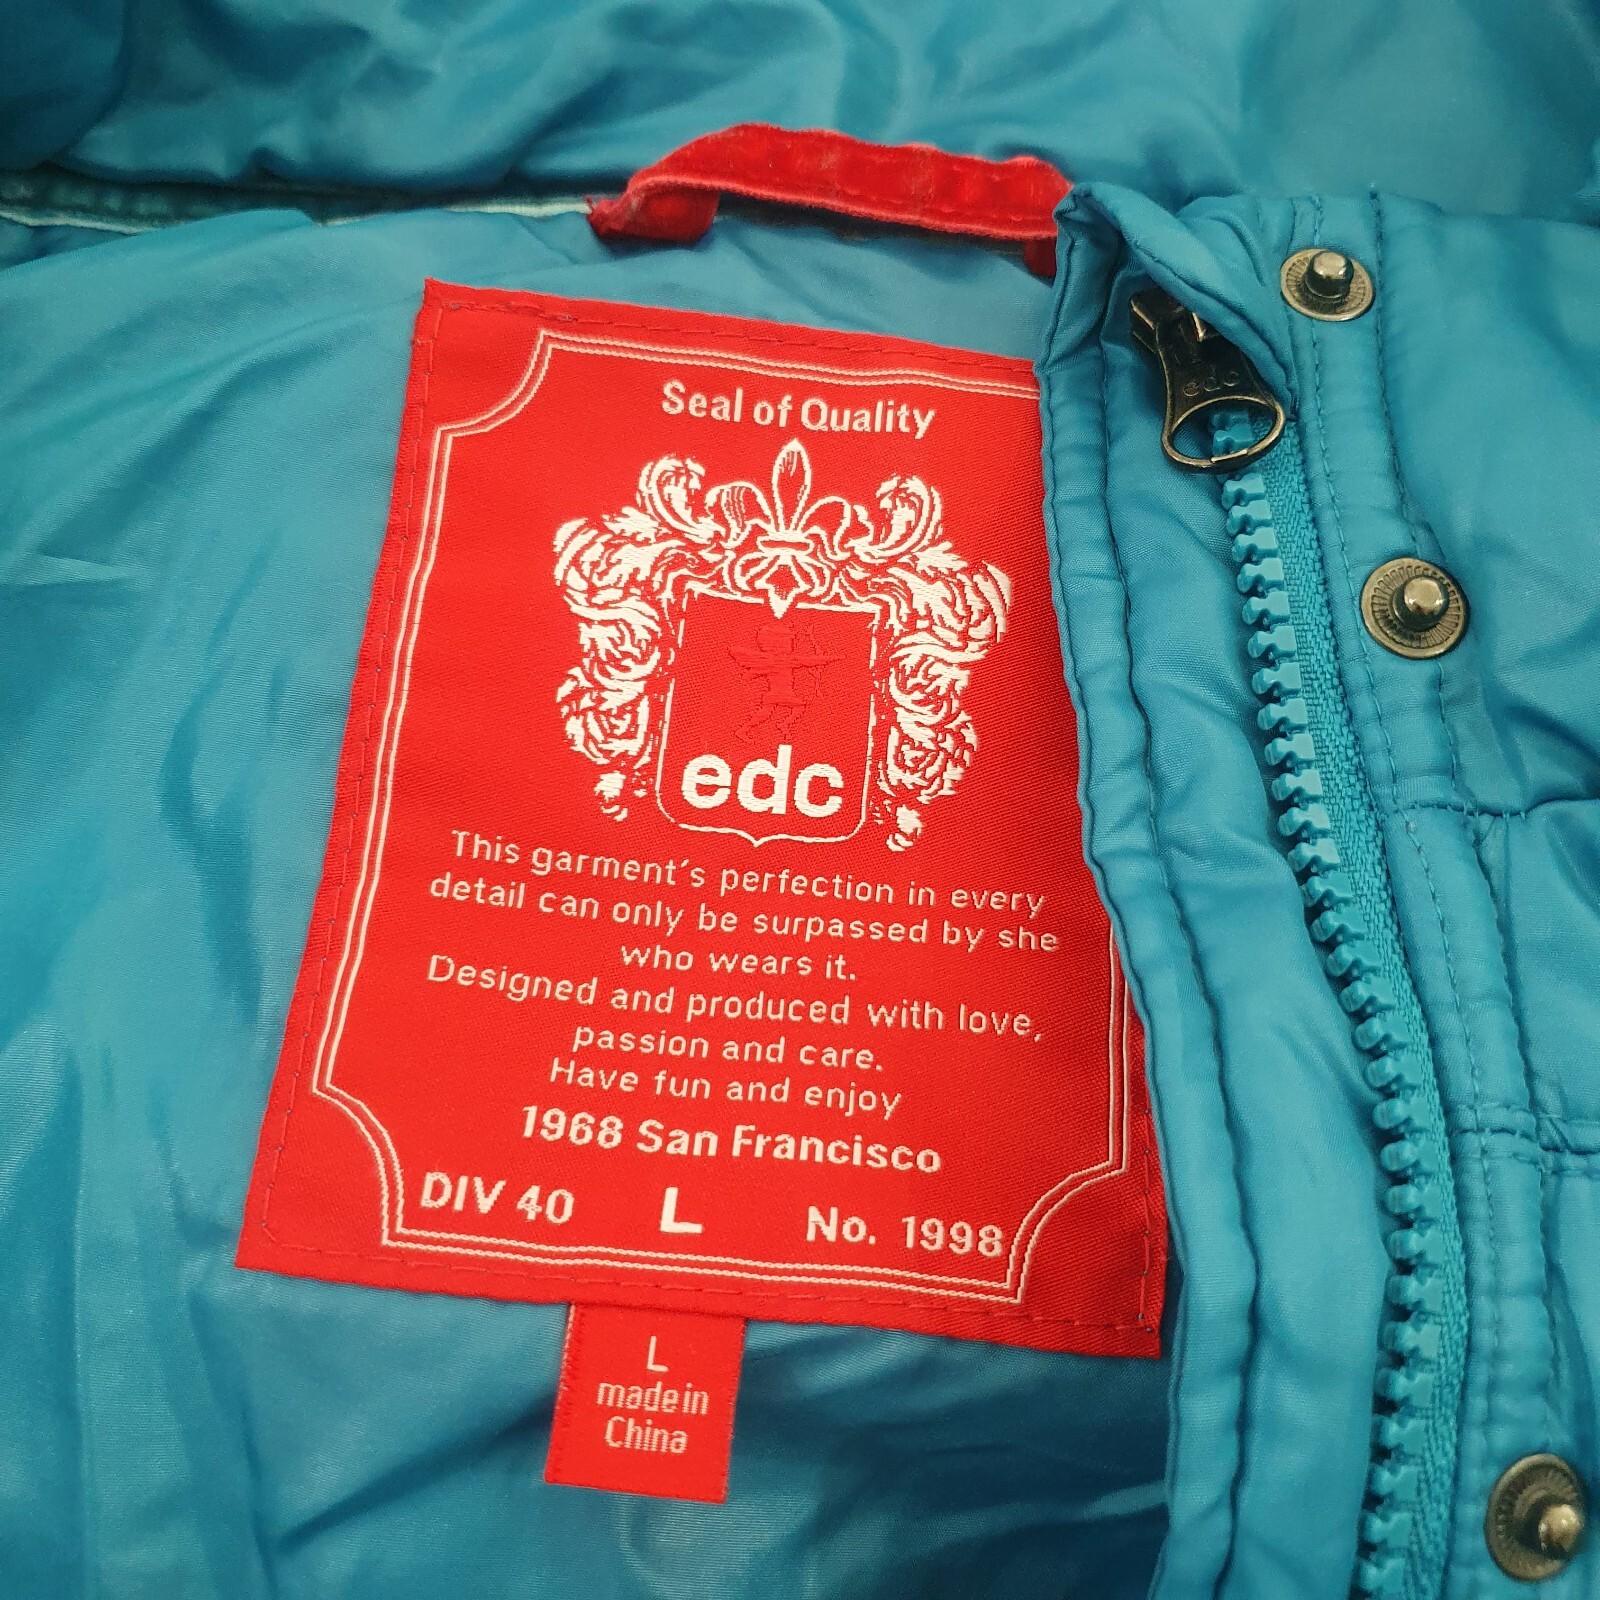 Seal of Quality
edc
edc
This garment's perfection in every
detail can only be surpassed by she
who wears it.
Designed and produced with love,
passion and care.
Have fun and enjoy
1968 San Francisco
DIV 40 L No. 1998
L
made in
China